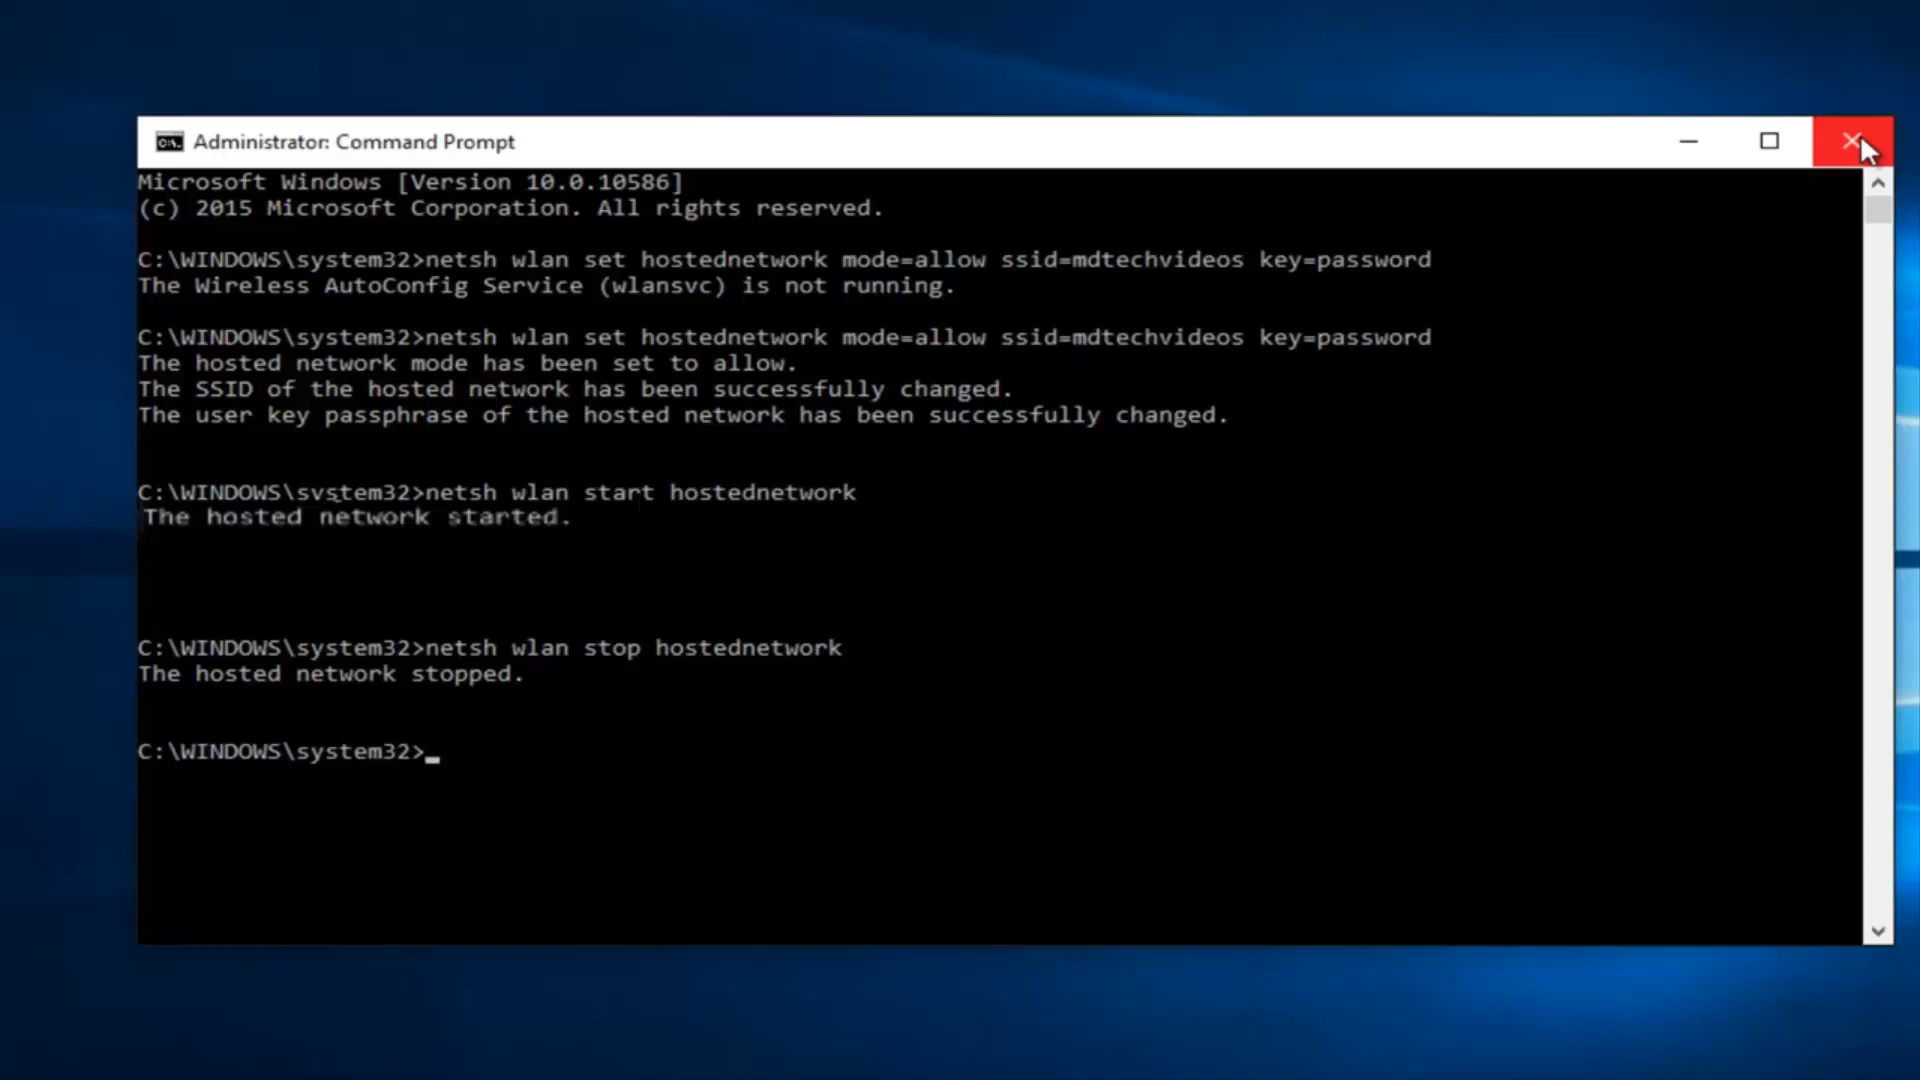 Administrator: Command Prompt
Microsoft Windows [Version 10.0.10586]
(c) 2015 Microsoft Corporation. All rights reserved.
C:\WINDOWS\system32>netsh wlan set hostednetwork mode=allow ssid=mdtechvideos key=password
The Wireless AutoConfig Service (wlansvc) is not running.
C:\WINDOWS\system32>netsh wlan set hostednetwork mode=allow ssid=mdtechvideos key=password
The hosted network mode has been set to allow.
The SSID of the hosted network has been successfully changed.
The user key passphrase of the hosted network has been successfully changed.
C:\WINDOWS\system32>netsh wlan start hostednetwork
The hosted network started.
C:\WINDOWS\system32>netsh wlan stop hostednetwork
The hosted network stopped.
C:\WINDOWS\system32>